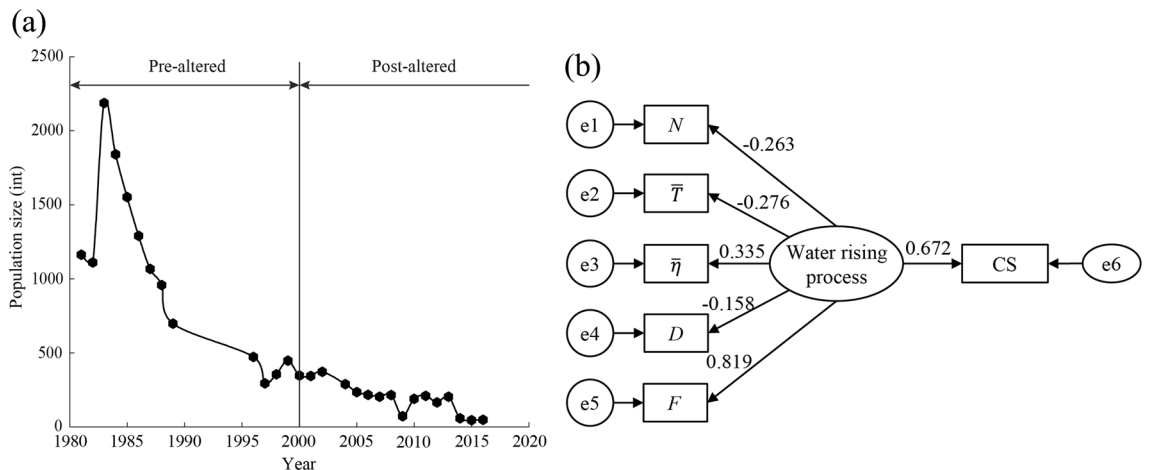 (a)
2500
2000
1500
1000
500
0
Population size (int)
Pre-altered
Post-altered
1980
1985
1990
1995
2000
2005
2010
2015
2020
Year
(b)
e1
N
-0.263
e2
T̅
-0.276
e3
η̅
0.335
Water rising
process
0.672
CS
e6
e4
D
-0.158
e5
F
0.819